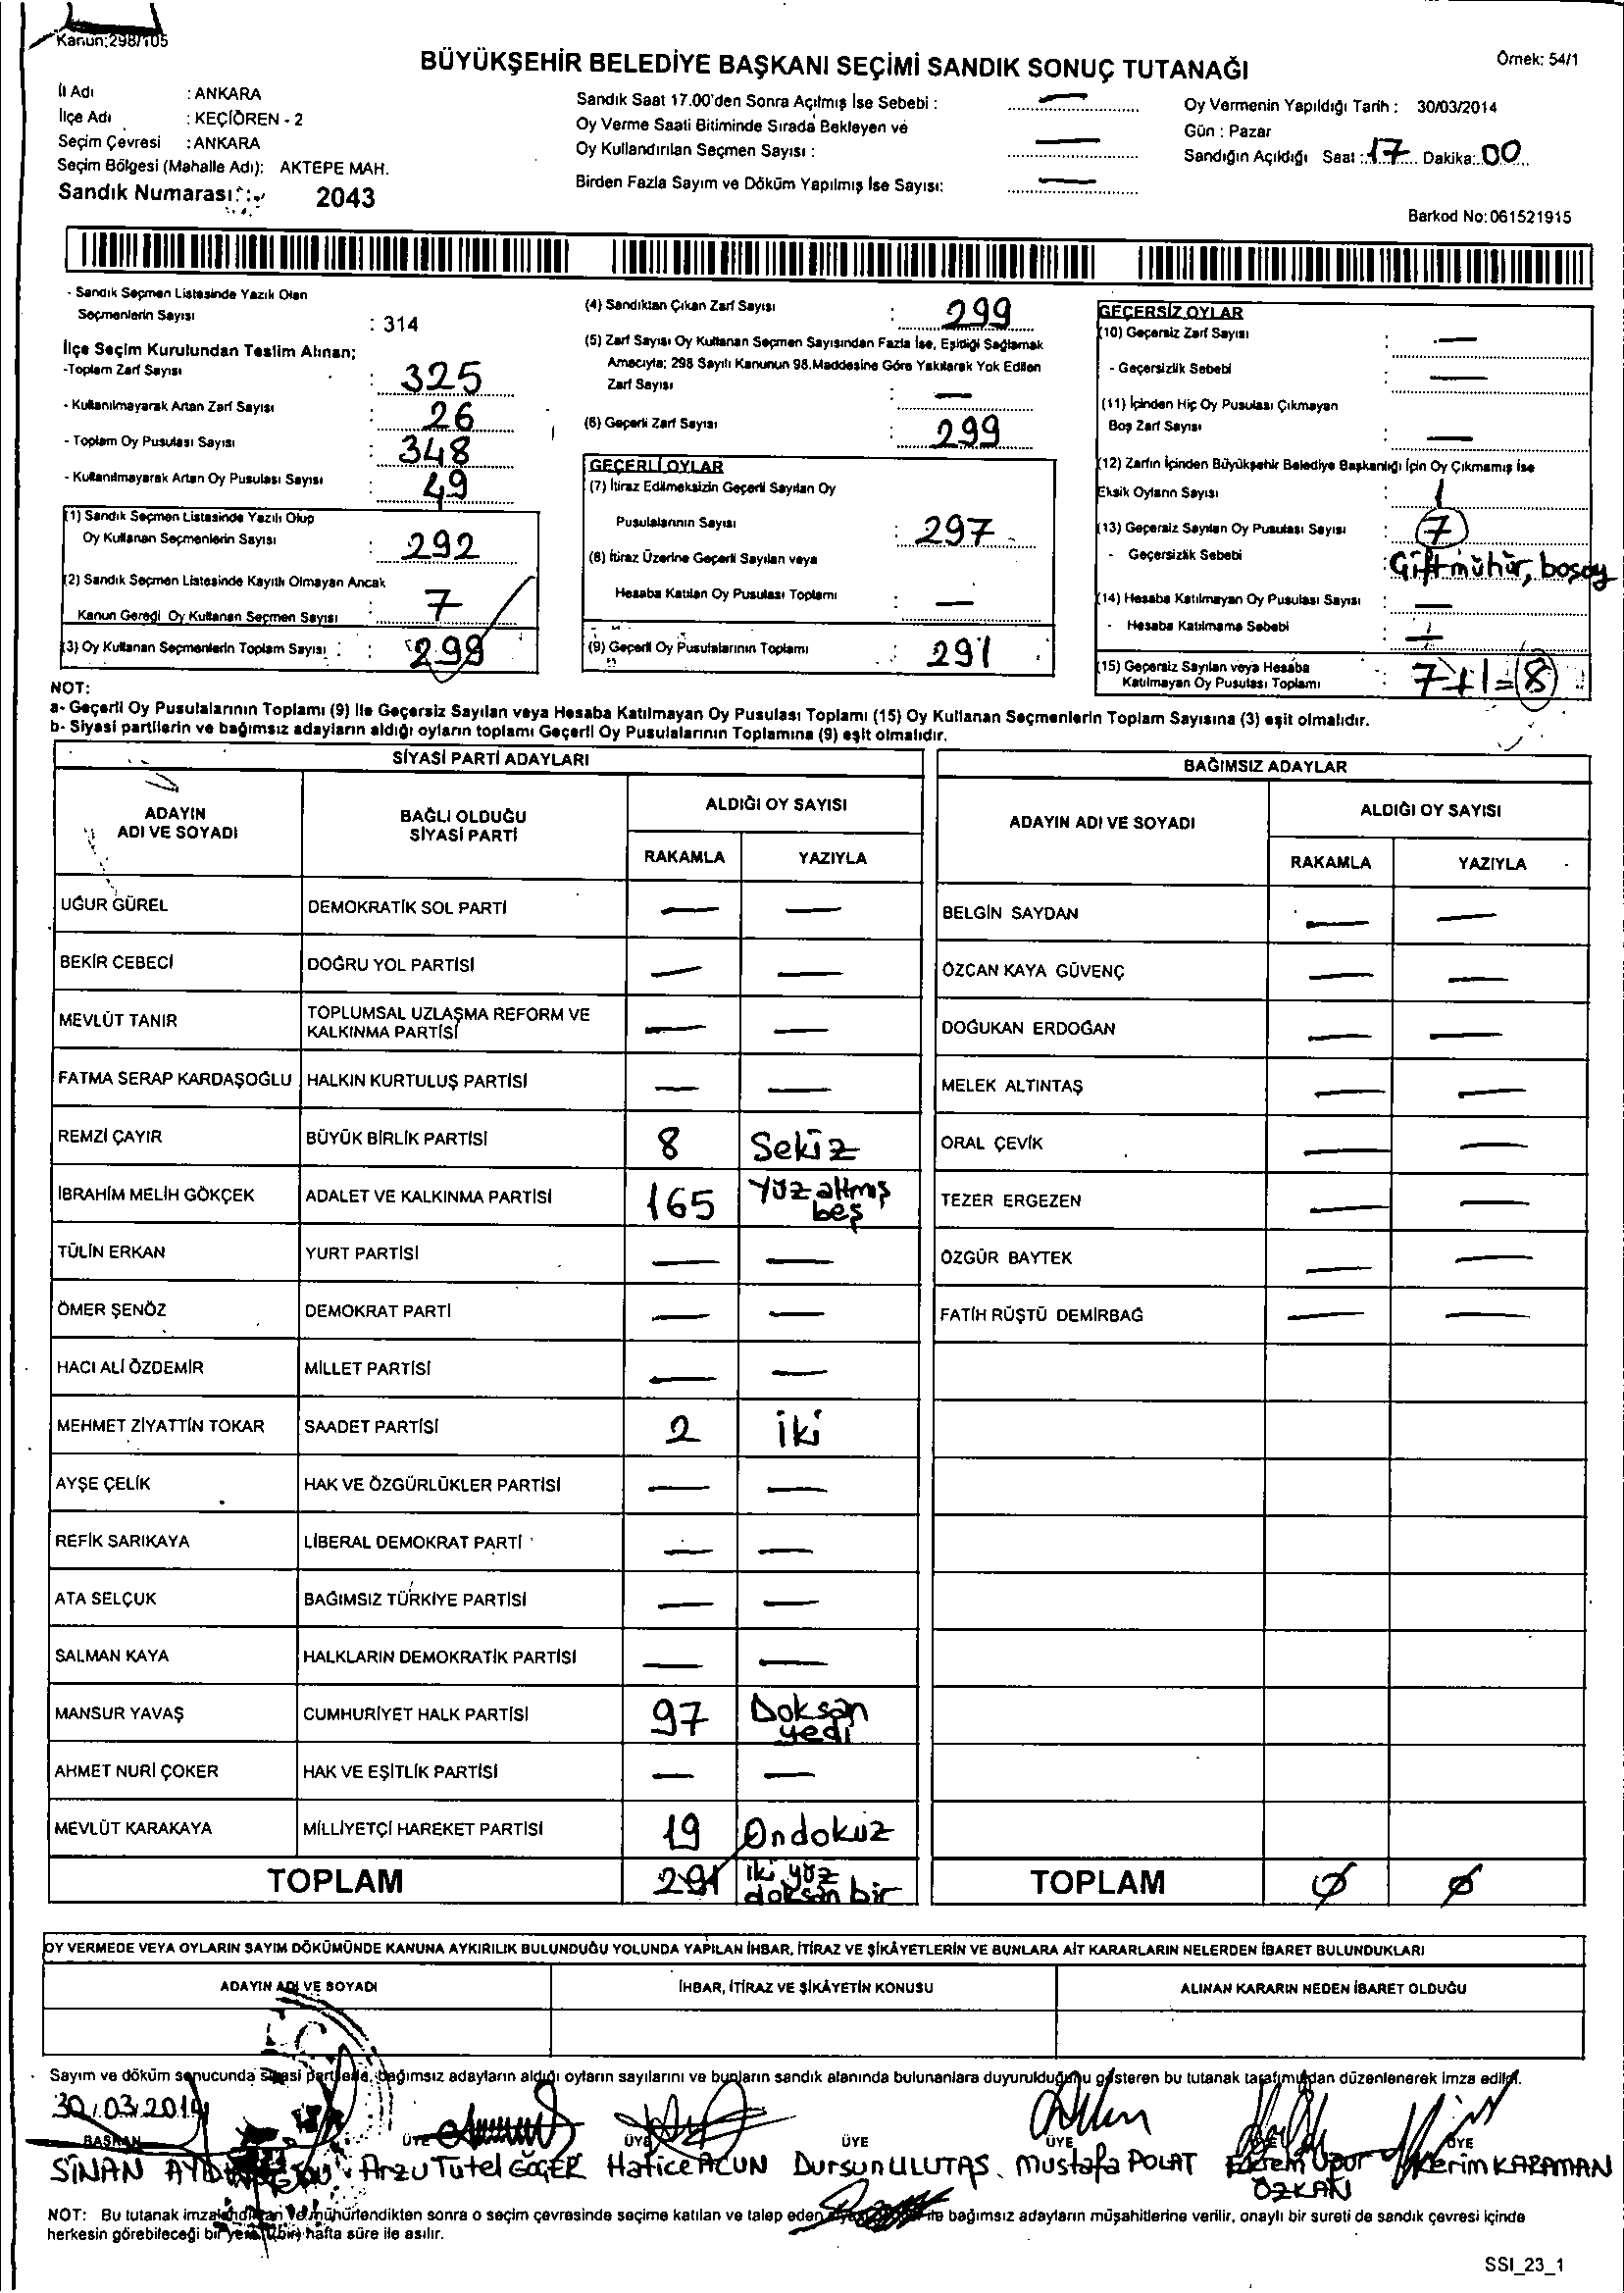 Kanun:298/105
BÜYÜKŞEHİR BELEDİYE BAŞKANI SEÇİMİ SANDIK SONUÇ TUTANAĞI
Örnek: 54/1
İl Adı : ANKARA
İlçe Adı : KEÇİÖREN - 2
Seçim Çevresi : ANKARA
Seçim Bölgesi (Mahalle Adı): AKTEPE MAH.
Sandık Numarası : 2043
Sandık Saat 17.00'den Sonra Açılmış İse Sebebi : —
Oy Verme Saati Bitiminde Sırada Bekleyen ve
Oy Kullandırılan Seçmen Sayısı : —
Birden Fazla Sayım ve Döküm Yapılmış İse Sayısı: —
Oy Vermenin Yapıldığı Tarih : 30/03/2014
Gün : Pazar
Sandığın Açıldığı Saat : 17 Dakika: 00
Barkod No: 061521915
- Sandık Seçmen Listesinde Yazılı Olan
Seçmenlerin Sayısı : 314
İlçe Seçim Kurulundan Teslim Alınan;
-Toplam Zarf Sayısı : 325
- Kullanılmayarak Artan Zarf Sayısı : 26
- Toplam Oy Pusulası Sayısı : 348
- Kullanılmayarak Artan Oy Pusulası Sayısı : 49
(1) Sandık Seçmen Listesinde Yazılı Olup
Oy Kullanan Seçmenlerin Sayısı : 292
(2) Sandık Seçmen Listesinde Kayıtlı Olmayan Ancak
Kanun Gereği Oy Kullanan Seçmen Sayısı : 7
(3) Oy Kullanan Seçmenlerin Toplam Sayısı : 299
(4) Sandıktan Çıkan Zarf Sayısı : 299
(5) Zarf Sayısı Oy Kullanan Seçmen Sayısından Fazla İse, Eşitliği Sağlamak
Amacıyla; 298 Sayılı Kanunun 98.Maddesine Göre Yakılarak Yok Edilen
Zarf Sayısı : —
(6) Geçerli Zarf Sayısı : 299
GEÇERLİ OYLAR
(7) İtiraz Edilmeksizin Geçerli Sayılan Oy
Pusulalarının Sayısı : 297
(8) İtiraz Üzerine Geçerli Sayılan veya
Hesaba Katılan Oy Pusulası Toplamı : —
(9) Geçerli Oy Pusulalarının Toplamı : 291
GEÇERSİZ OYLAR
(10) Geçersiz Zarf Sayısı : —
- Geçersizlik Sebebi : —
(11) İçinden Hiç Oy Pusulası Çıkmayan
Boş Zarf Sayısı : —
(12) Zarfın İçinden Büyükşehir Belediye Başkanlığı İçin Oy Çıkmamış İse
Eksik Oyların Sayısı : 1
(13) Geçersiz Sayılan Oy Pusulası Sayısı : 7
- Geçersizlik Sebebi : Çift mühür, boşoy
(14) Hesaba Katılmayan Oy Pusulası Sayısı : —
- Hesaba Katılmama Sebebi : —
(15) Geçersiz Sayılan veya Hesaba
Katılmayan Oy Pusulası Toplamı : 7+1=8
NOT:
a- Geçerli Oy Pusulalarının Toplamı (9) İle Geçersiz Sayılan veya Hesaba Katılmayan Oy Pusulası Toplamı (15) Oy Kullanan Seçmenlerin Toplam Sayısına (3) eşit olmalıdır.
b- Siyasi partilerin ve bağımsız adayların aldığı oyların toplamı Geçerli Oy Pusulalarının Toplamına (9) eşit olmalıdır.
SİYASİ PARTİ ADAYLARI
ADAYIN ADI VE SOYADI
BAĞLI OLDUĞU SİYASİ PARTİ
ALDIĞI OY SAYISI
RAKAMLA YAZIYLA
UĞUR GÜREL DEMOKRATİK SOL PARTİ — —
BEKİR CEBECİ DOĞRU YOL PARTİSİ — —
MEVLÜT TANIR TOPLUMSAL UZLAŞMA REFORM VE KALKINMA PARTİSİ — —
FATMA SERAP KARDAŞOĞLU HALKIN KURTULUŞ PARTİSİ — —
REMZİ ÇAYIR BÜYÜK BİRLİK PARTİSİ 8 Sekiz
İBRAHİM MELİH GÖKÇEK ADALET VE KALKINMA PARTİSİ 165 Yüz altmış beş
TÜLİN ERKAN YURT PARTİSİ — —
ÖMER ŞENÖZ DEMOKRAT PARTİ — —
HACI ALİ ÖZDEMİR MİLLET PARTİSİ — —
MEHMET ZİYATTİN TOKAR SAADET PARTİSİ 2 iki
AYŞE ÇELİK HAK VE ÖZGÜRLÜKLER PARTİSİ — —
REFİK SARIKAYA LİBERAL DEMOKRAT PARTİ — —
ATA SELÇUK BAĞIMSIZ TÜRKİYE PARTİSİ — —
SALMAN KAYA HALKLARIN DEMOKRATİK PARTİSİ — —
MANSUR YAVAŞ CUMHURİYET HALK PARTİSİ 97 Doksan yedi
AHMET NURİ ÇOKER HAK VE EŞİTLİK PARTİSİ — —
MEVLÜT KARAKAYA MİLLİYETÇİ HAREKET PARTİSİ 19 Ondokuz
TOPLAM 291 iki yüz doksan bir
BAĞIMSIZ ADAYLAR
ADAYIN ADI VE SOYADI
ALDIĞI OY SAYISI
RAKAMLA YAZIYLA
BELGİN SAYDAN — —
ÖZCAN KAYA GÜVENÇ — —
DOĞUKAN ERDOĞAN — —
MELEK ALTINTAŞ — —
ORAL ÇEVİK — —
TEZER ERGEZEN — —
ÖZGÜR BAYTEK — —
FATİH RÜŞTÜ DEMİRBAĞ — —
TOPLAM Ø Ø
OY VERMEDE VEYA OYLARIN SAYIM DÖKÜMÜNDE KANUNA AYKIRILIK BULUNDUĞU YOLUNDA YAPILAN İHBAR, İTİRAZ VE ŞİKÂYETLERİN VE BUNLARA AİT KARARLARIN NELERDEN İBARET BULUNDUKLARI
ADAYIN ADI VE SOYADI İHBAR, İTİRAZ VE ŞİKÂYETİN KONUSU ALINAN KARARIN NEDEN İBARET OLDUĞU
Sayım ve döküm sonucunda siyasi partilerle, bağımsız adayların aldığı oyların sayılarını ve bunların sandık alanında bulunanlara duyurulduğunu gösteren bu tutanak tarafımızdan düzenlenerek imza edildi.
30.03.2014
BAŞKAN ÜYE ÜYE ÜYE ÜYE ÜYE
SİNAN Arzu Tutel GÖÇER Hatice ACUN Dursun ULUTAŞ Mustafa POLAT ÖZKAN Kerim KARAMAN
NOT: Bu tutanak imzalandıktan ve mühürlendikten sonra o seçim çevresinde seçime katılan ve talep eden ile bağımsız adayların müşahitlerine verilir, onaylı bir sureti de sandık çevresi içinde
herkesin görebileceği bir yere (bir) hafta süre ile asılır.
SSI_23_1